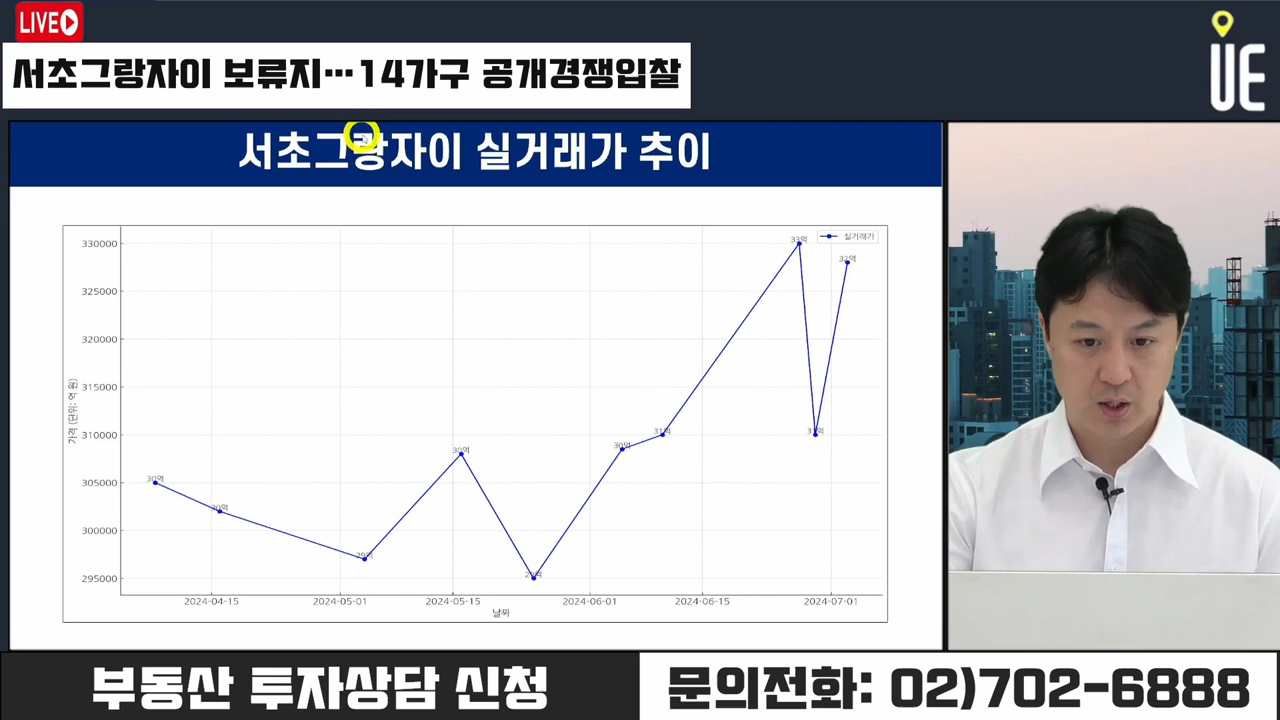 LIVE
서초그랑자이 보류지…14가구 공개경쟁입찰
UE
서초그랑자이 실거래가 추이
실거래가
330000
325000
320000
315000
310000
305000
300000
295000
가격 (단위: 억 원)
30억
30억
29억
30억
29억
30억
31억
33억
31억
32억
2024-04-15
2024-05-01
2024-05-15
2024-06-01
2024-06-15
2024-07-01
날짜
부동산 투자상담 신청
문의전화: 02)702-6888